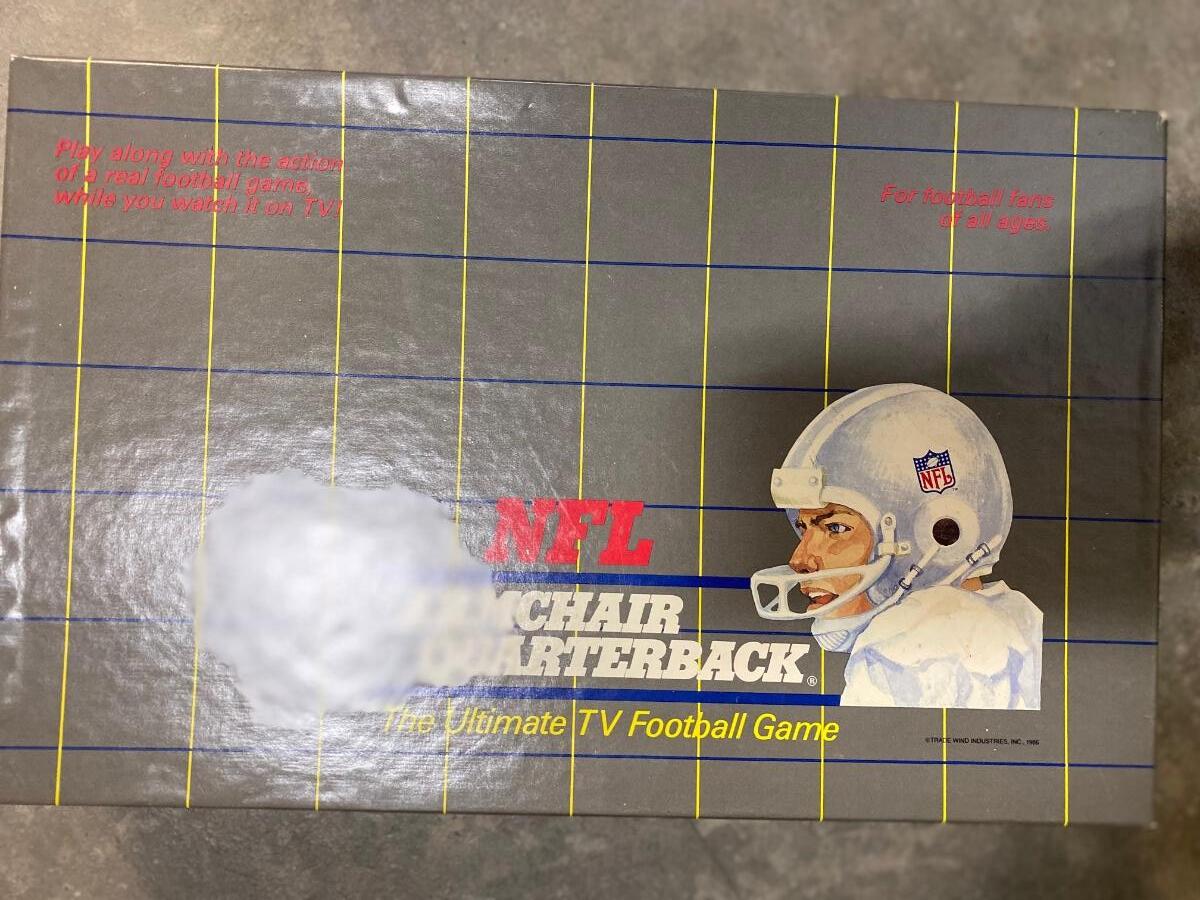 Play along with the action
of a real football game,
while you watch it on TV!
For football fans
of all ages.
NFL
NFL
ARMCHAIR
QUARTERBACK®
The Ultimate TV Football Game
©TRADE WIND INDUSTRIES, INC., 1986